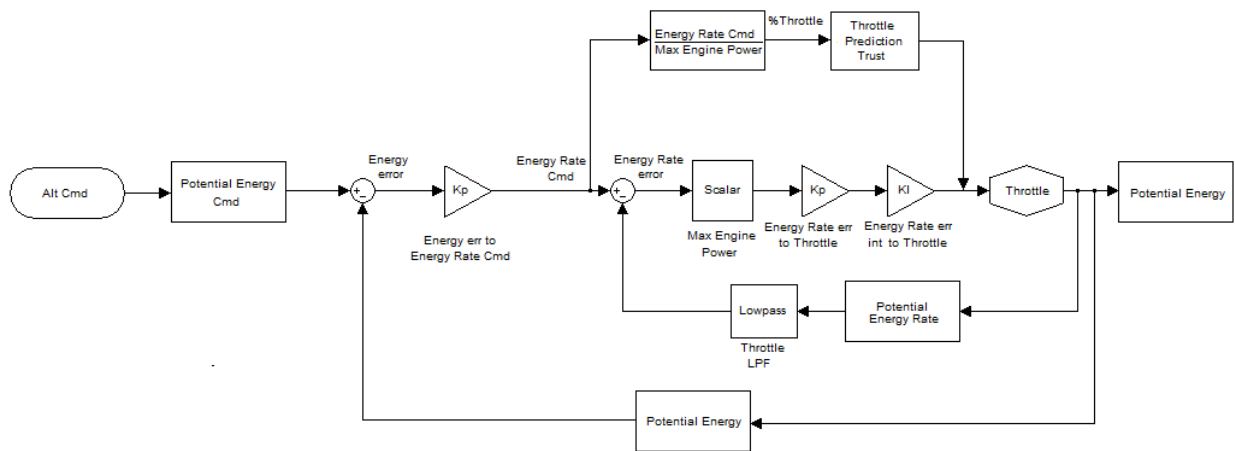 %Throttle
Energy Rate Cmd
Max Engine Power
Throttle
Prediction
Trust
Energy
error
Energy Rate
Cmd
Energy Rate
error
Alt Cmd
Potential Energy
Cmd
+
−
Kp
+
−
Scalar
Kp
KI
Throttle
Potential Energy
Energy err to
Energy Rate Cmd
Max Engine
Power
Energy Rate err
to Throttle
Energy Rate err
int to Throttle
Lowpass
Throttle
LPF
Potential
Energy Rate
Potential Energy